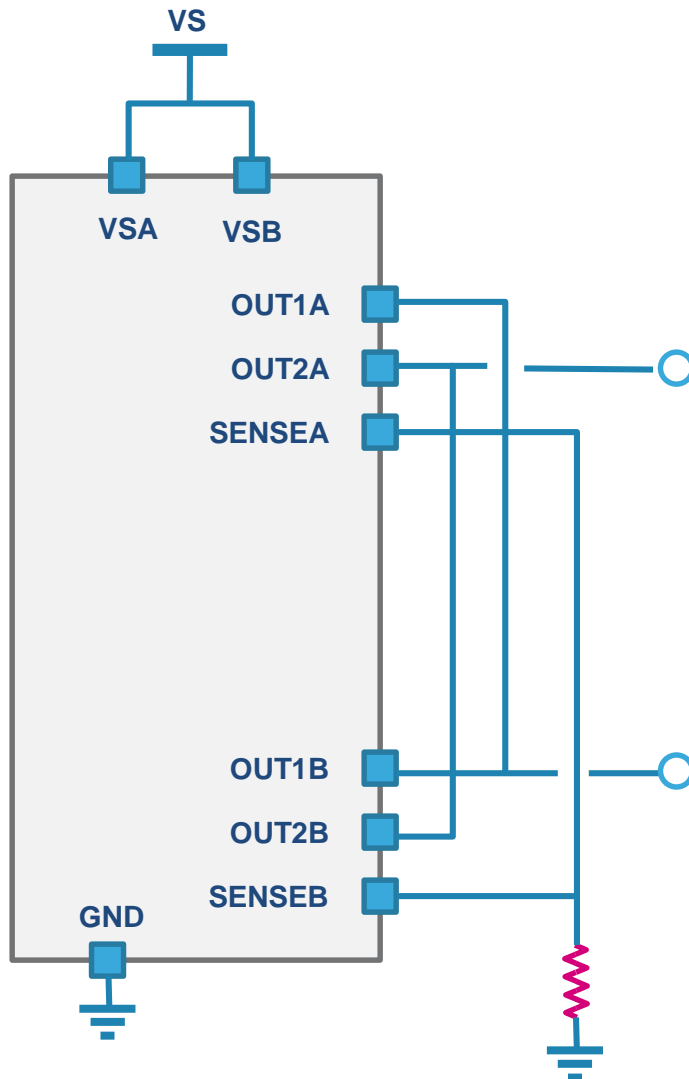 VS
VSA
VSB
OUT1A
OUT2A
SENSEA
OUT1B
OUT2B
SENSEB
GND